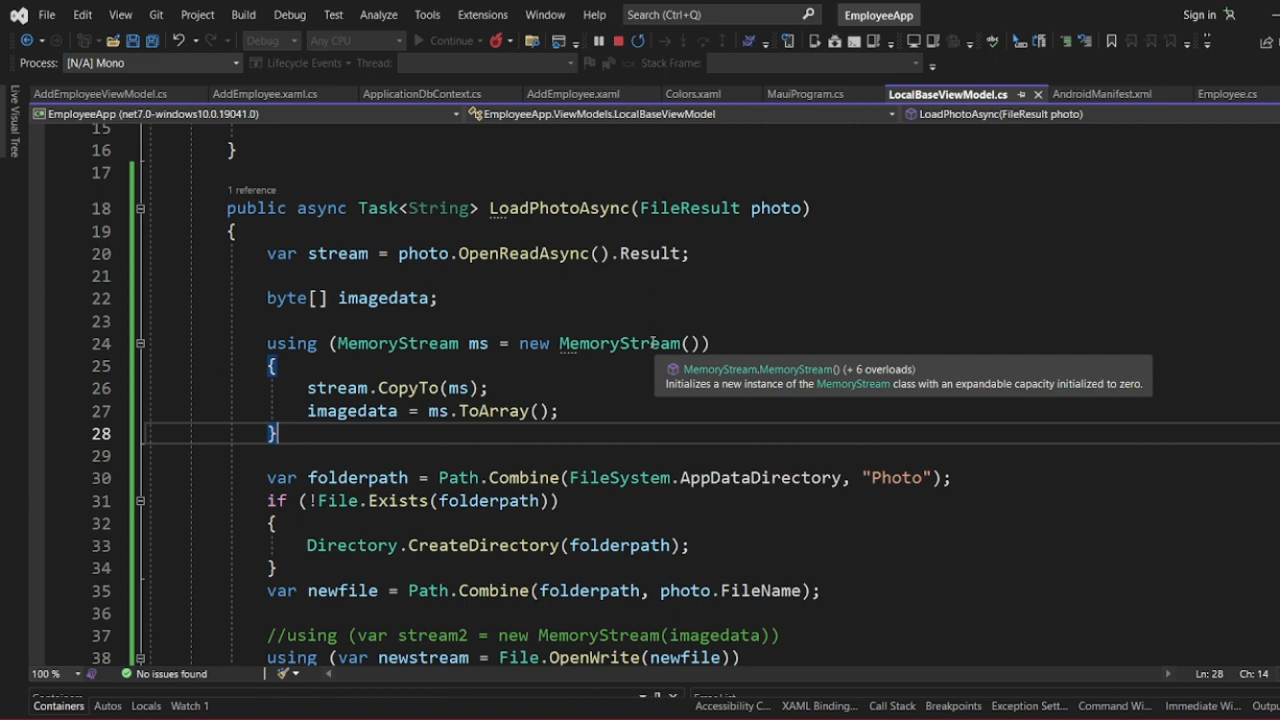 File Edit View Git Project Build Debug Test Analyze Tools Extensions Window Help Search (Ctrl+Q) EmployeeApp Sign in
Debug Any CPU Continue
Process: [N/A] Mono Lifecycle Events Thread: Stack Frame:
AddEmployeeViewModel.cs AddEmployee.xaml.cs ApplicationDbContext.cs AddEmployee.xaml Colors.xaml MauiProgram.cs LocalBaseViewModel.cs AndroidManifest.xml Employee.cs
EmployeeApp (net7.0-windows10.0.19041.0) EmployeeApp.ViewModels.LocalBaseViewModel LoadPhotoAsync(FileResult photo)
Live Visual Tree
15
16 }
17
1 reference
18 public async Task<String> LoadPhotoAsync(FileResult photo)
19 {
20 var stream = photo.OpenReadAsync().Result;
21
22 byte[] imagedata;
23
24 using (MemoryStream ms = new MemoryStream())
25 {
MemoryStream.MemoryStream() (+ 6 overloads)
Initializes a new instance of the MemoryStream class with an expandable capacity initialized to zero.
26 stream.CopyTo(ms);
27 imagedata = ms.ToArray();
28 }
29
30 var folderpath = Path.Combine(FileSystem.AppDataDirectory, "Photo");
31 if (!File.Exists(folderpath))
32 {
33 Directory.CreateDirectory(folderpath);
34 }
35 var newfile = Path.Combine(folderpath, photo.FileName);
36
37 //using (var stream2 = new MemoryStream(imagedata))
38 using (var newstream = File.OpenWrite(newfile))
100 % No issues found Ln: 28 Ch: 14
Containers Autos Locals Watch 1 Accessibility C... XAML Binding... Call Stack Breakpoints Exception Sett... Command Wi... Immediate Wi... Outpu